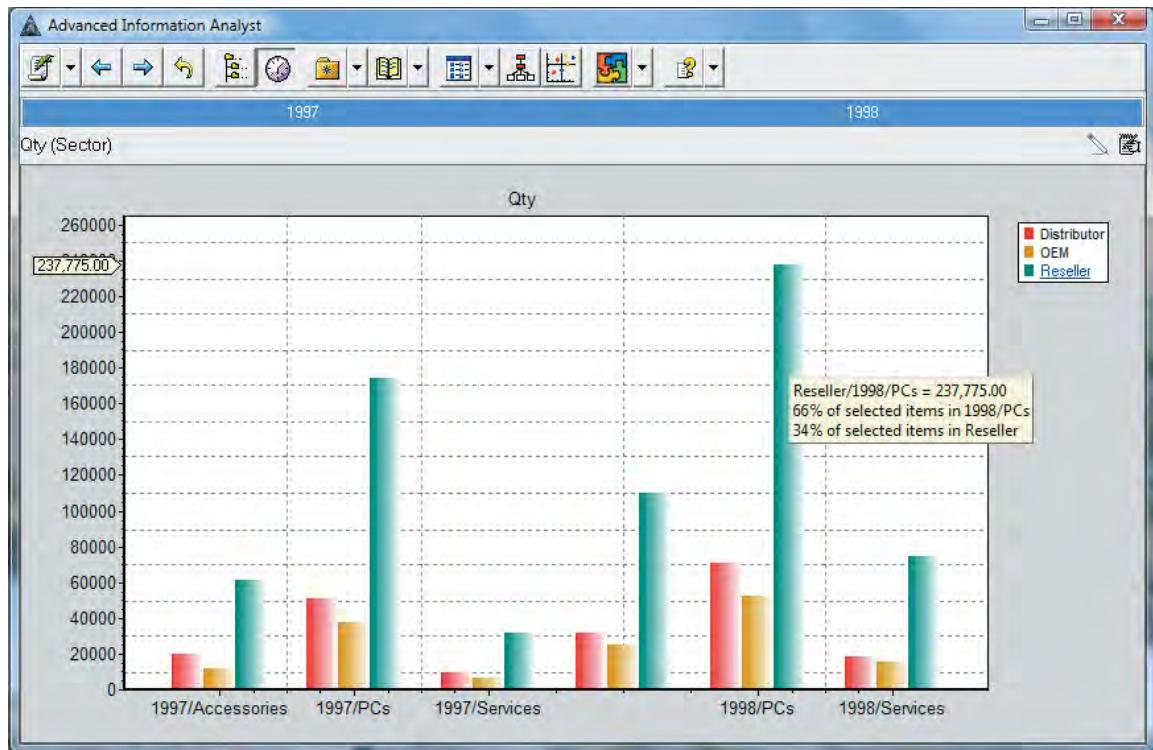 Advanced Information Analyst
1997 1998
Qty (Sector)
Qty
260000
237,775.00
220000
200000
180000
160000
140000
120000
100000
80000
60000
40000
20000
0
Distributor
OEM
Reseller
Reseller/1998/PCs = 237,775.00
66% of selected items in 1998/PCs
34% of selected items in Reseller
1997/Accessories 1997/PCs 1997/Services 1998/PCs 1998/Services